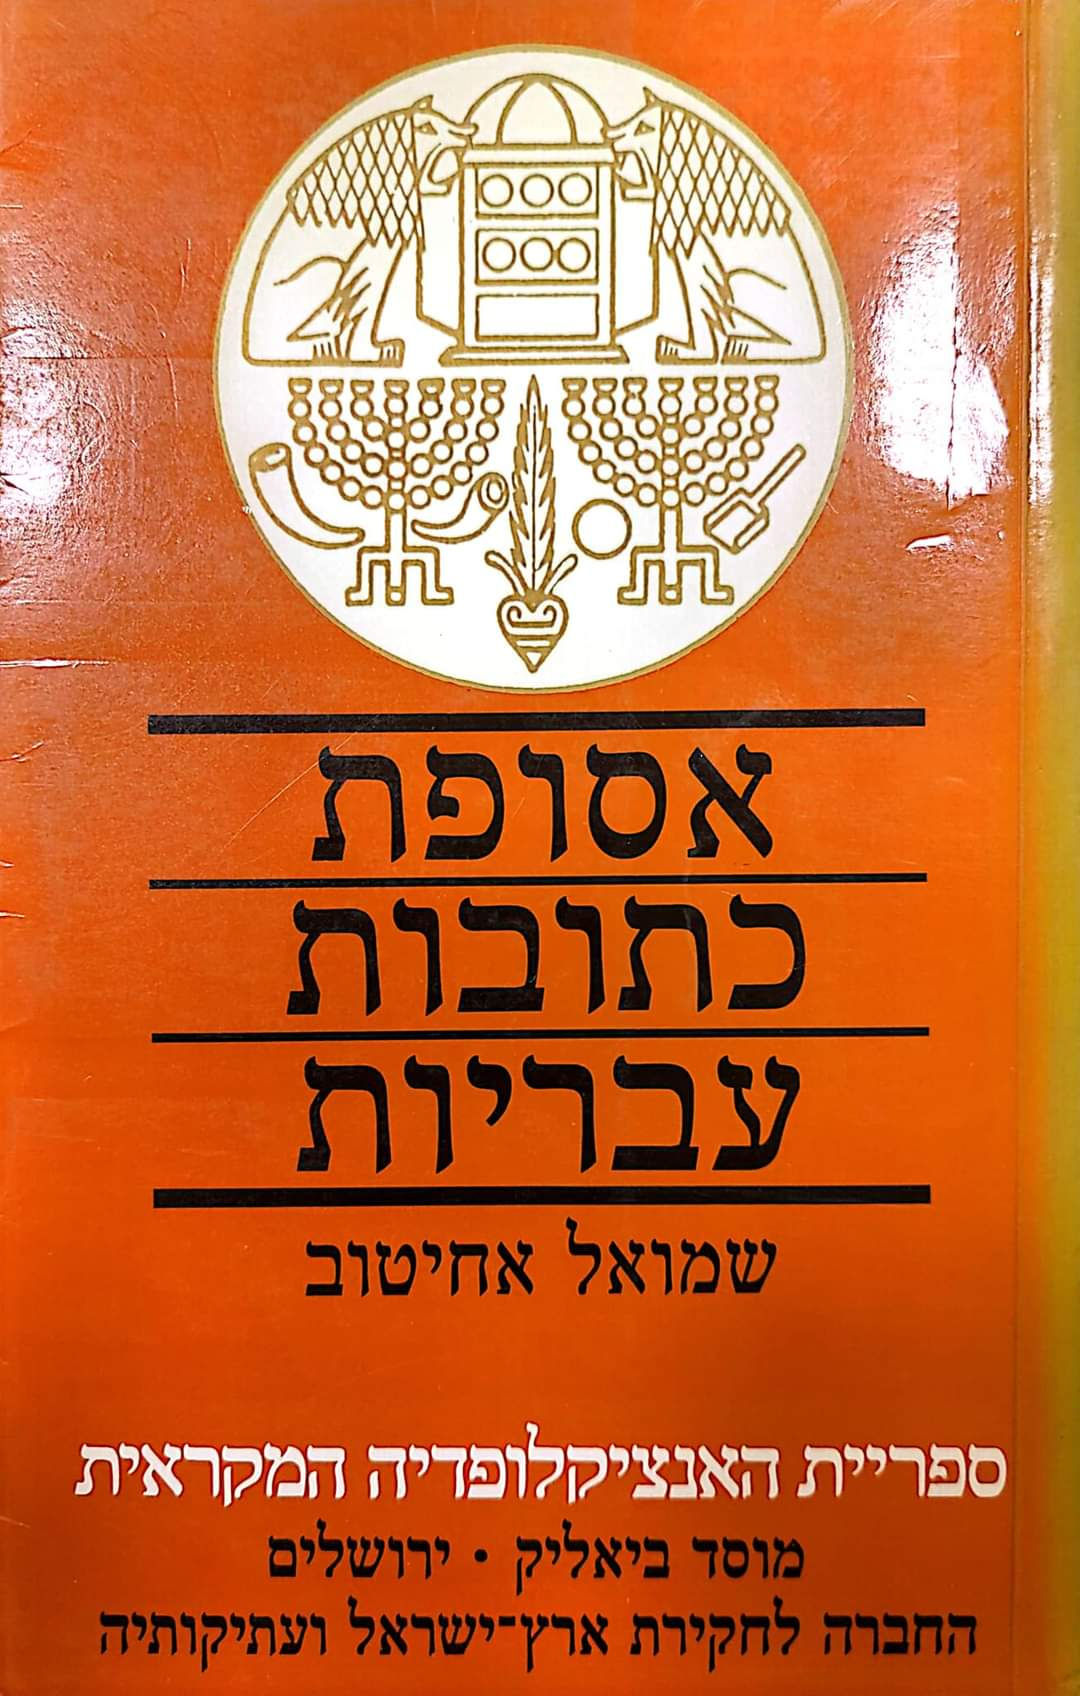 אסופת
כתובות
עבריות
שמואל אחיטוב
ספריית האנציקלופדיה המקראית
מוסד ביאליק • ירושלים
החברה לחקירת ארץ־ישראל ועתיקותיה